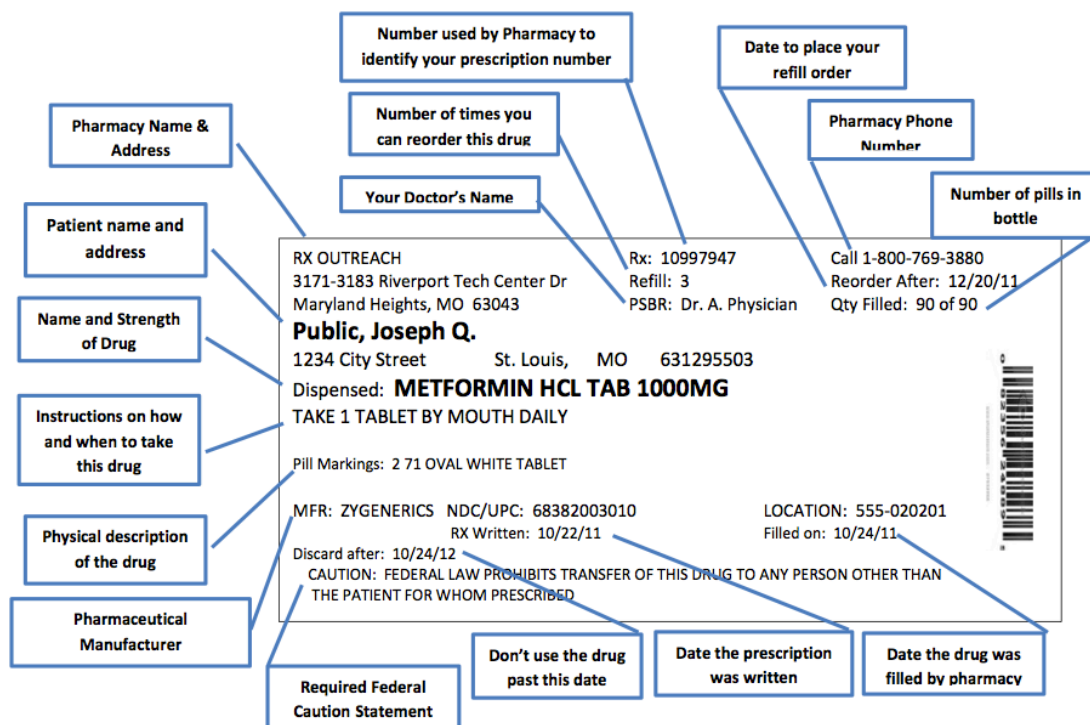 Number used by Pharmacy to
identify your prescription number
Date to place your
refill order
Number of times you
can reorder this drug
Pharmacy Phone
Number
Pharmacy Name &
Address
Your Doctor's Name
Number of pills in
bottle
Patient name and
address
Name and Strength
of Drug
Instructions on how
and when to take
this drug
Physical description
of the drug
Pharmaceutical
Manufacturer
RX OUTREACH Rx: 10997947 Call 1-800-769-3880
3171-3183 Riverport Tech Center Dr Refill: 3 Reorder After: 12/20/11
Maryland Heights, MO 63043 PSBR: Dr. A. Physician Qty Filled: 90 of 90
Public, Joseph Q.
1234 City Street St. Louis, MO 631295503
Dispensed: METFORMIN HCL TAB 1000MG
TAKE 1 TABLET BY MOUTH DAILY
Pill Markings: 2 71 OVAL WHITE TABLET
MFR: ZYGENERICS NDC/UPC: 68382003010 LOCATION: 555-020201
RX Written: 10/22/11 Filled on: 10/24/11
Discard after: 10/24/12
CAUTION: FEDERAL LAW PROHIBITS TRANSFER OF THIS DRUG TO ANY PERSON OTHER THAN
THE PATIENT FOR WHOM PRESCRIBED
Required Federal
Caution Statement
Don't use the drug
past this date
Date the prescription
was written
Date the drug was
filled by pharmacy